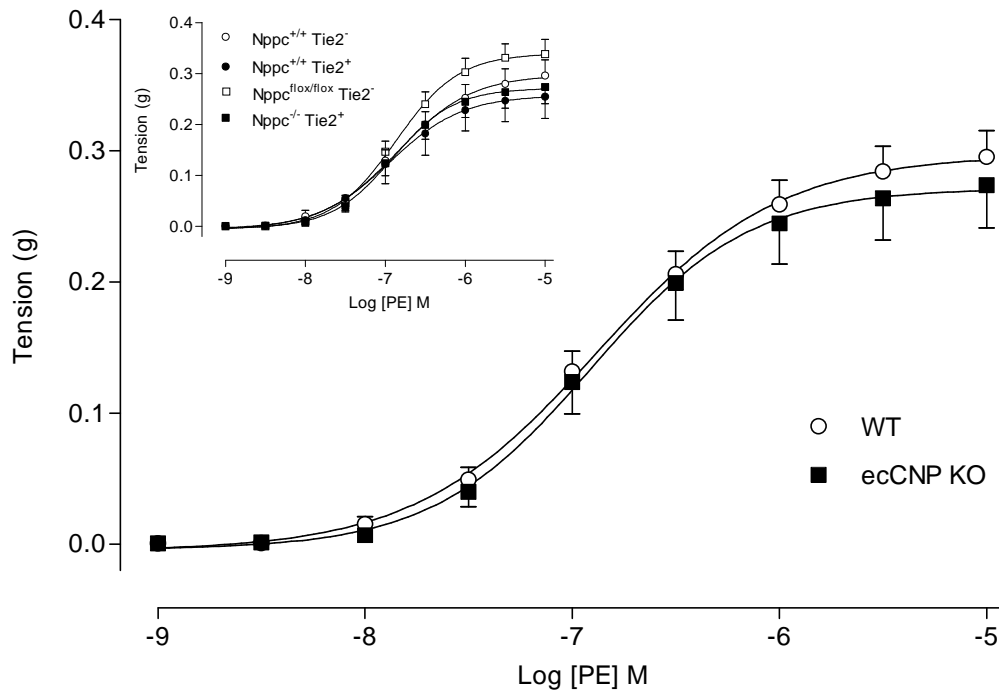 0.4
0.3
0.2
0.1
0.0
Tension (g)
-9 -8 -7 -6 -5
Log [PE] M
WT
ecCNP KO
0.4
0.3
0.2
0.1
0.0
Tension (g)
-9 -8 -7 -6 -5
Log [PE] M
Nppc+/+ Tie2-
Nppc+/+ Tie2+
Nppcflox/flox Tie2-
Nppc-/- Tie2+